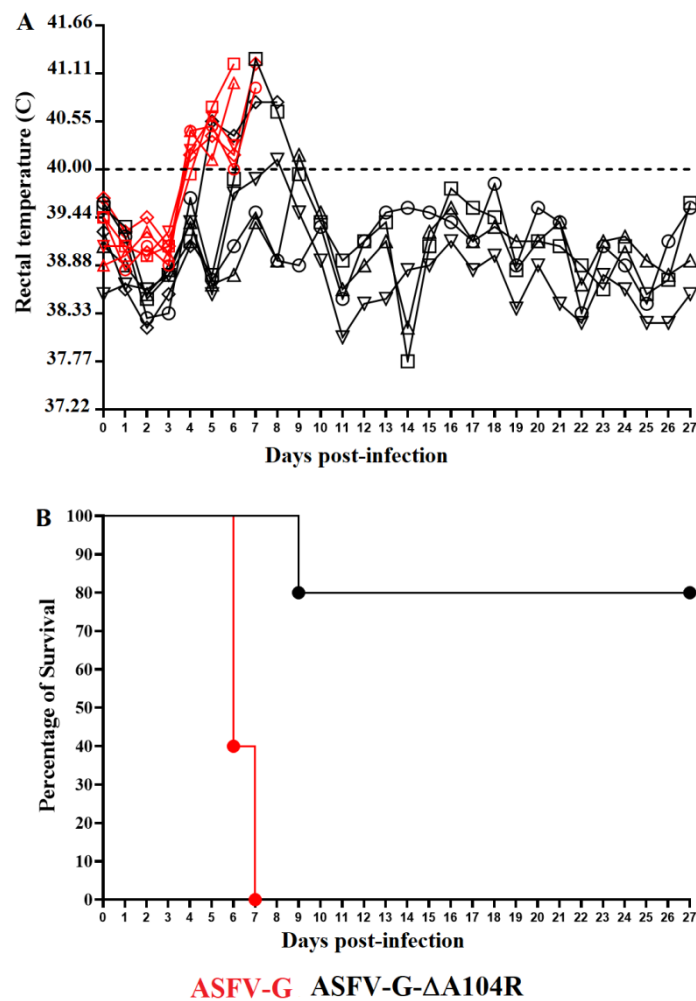 A
Rectal temperature (C)
41.66
41.11
40.55
40.00
39.44
38.88
38.33
37.77
37.22
0 1 2 3 4 5 6 7 8 9 10 11 12 13 14 15 16 17 18 19 20 21 22 23 24 25 26 27
Days post-infection
B
Percentage of Survival
100
90
80
70
60
50
40
30
20
10
0
0 1 2 3 4 5 6 7 8 9 10 11 12 13 14 15 16 17 18 19 20 21 22 23 24 25 26 27
Days post-infection
ASFV-G ASFV-G-ΔA104R